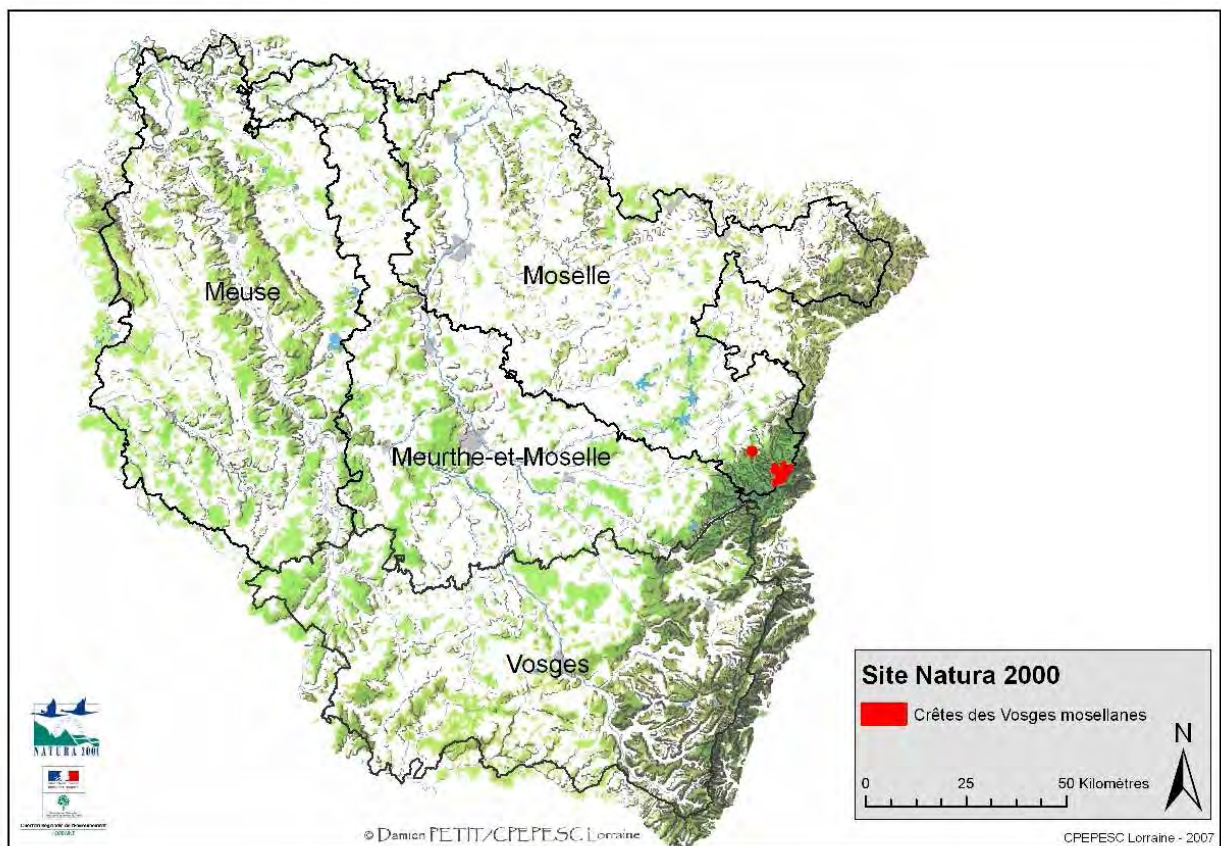 Moselle
Meuse
Meurthe-et-Moselle
Vosges
Site Natura 2000
Crêtes des Vosges mosellanes
N
0 25 50 Kilomètres
NATURA 2000
© Damien PETIT/CPEPESC Lorraine
CPEPESC Lorraine - 2007